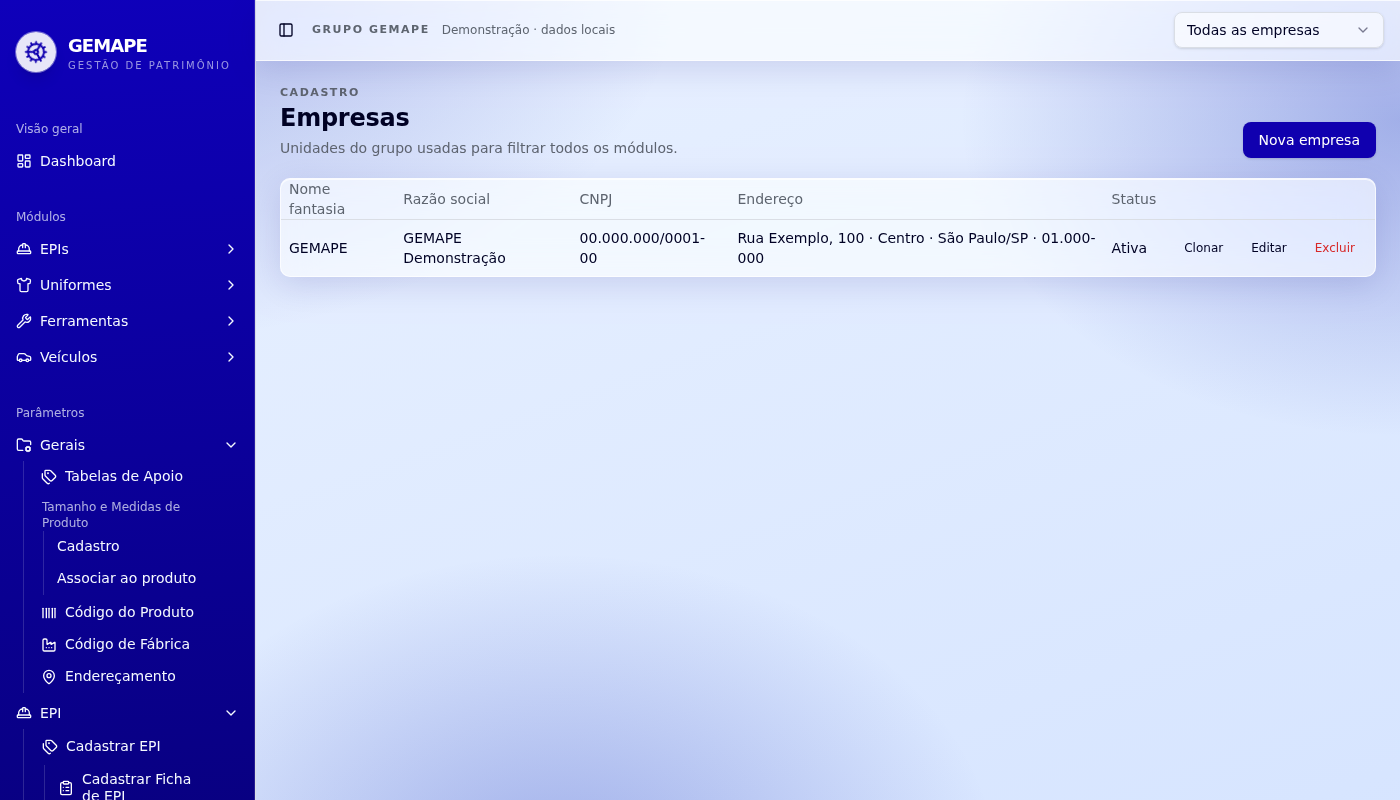 GEMAPE
GESTÃO DE PATRIMÔNIO
Visão geral
Dashboard
Módulos
EPIs
Uniformes
Ferramentas
Veículos
Parâmetros
Gerais
Tabelas de Apoio
Tamanho e Medidas de
Produto
Cadastro
Associar ao produto
Código do Produto
Código de Fábrica
Endereçamento
EPI
Cadastrar EPI
Cadastrar Ficha
de EPI
GRUPO GEMAPE Demonstração · dados locais
Todas as empresas
CADASTRO
Empresas
Unidades do grupo usadas para filtrar todos os módulos.
Nova empresa
Nome
fantasia
Razão social
CNPJ
Endereço
Status
GEMAPE
GEMAPE
Demonstração
00.000.000/0001-
00
Rua Exemplo, 100 · Centro · São Paulo/SP · 01.000-
000
Ativa
Clonar
Editar
Excluir